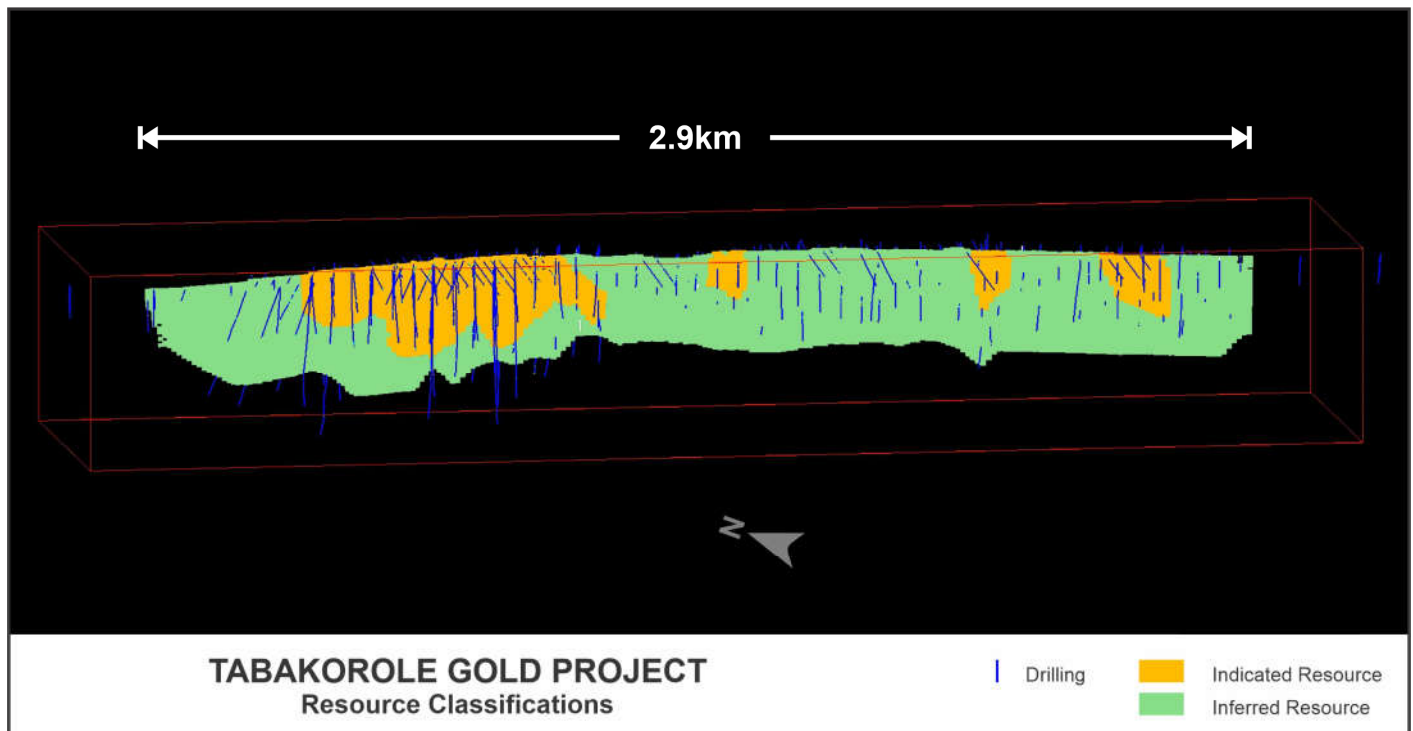 2.9km
N
TABAKOROLE GOLD PROJECT
Resource Classifications
Drilling
Indicated Resource
Inferred Resource